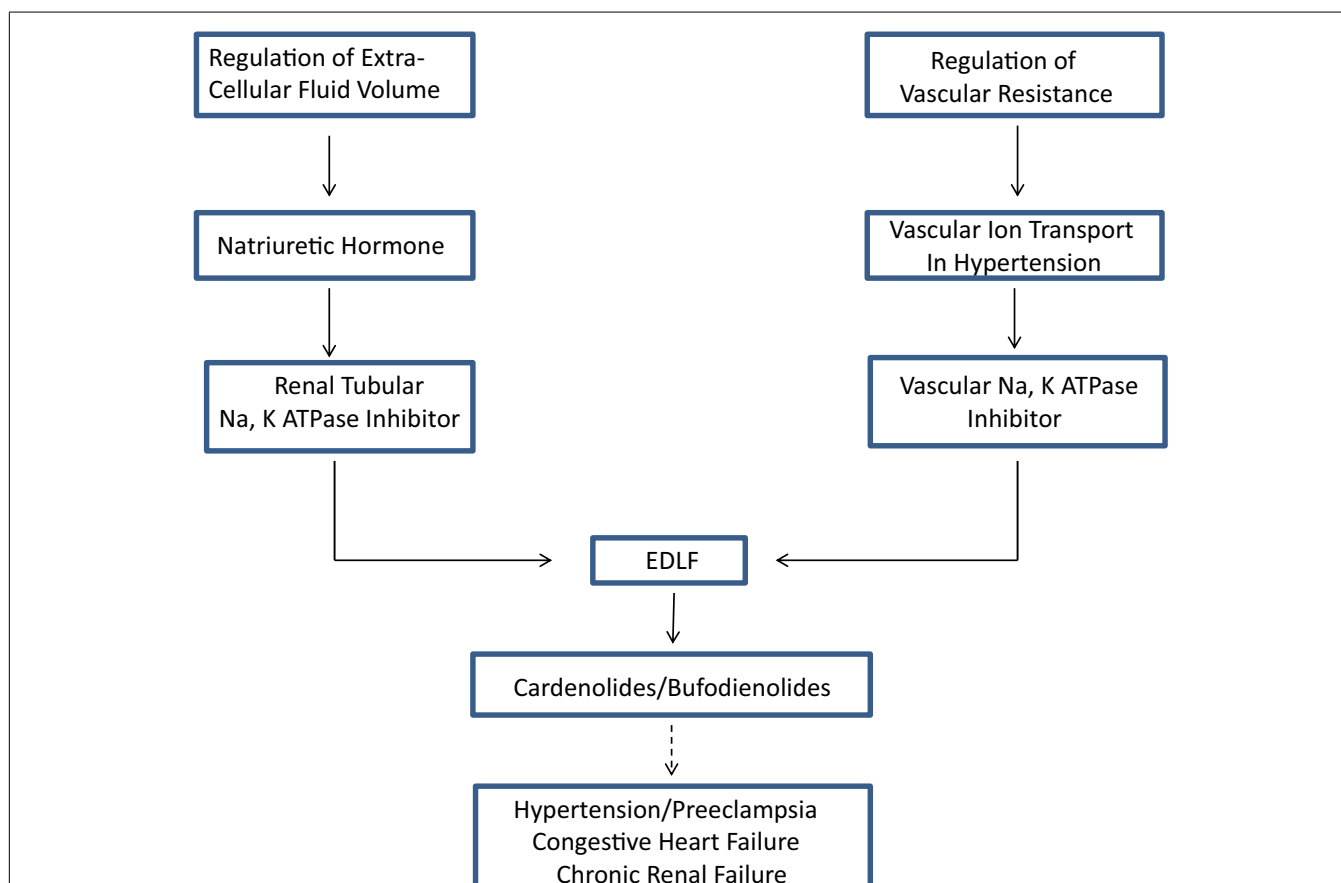 Regulation of Extra-
Cellular Fluid Volume
Regulation of
Vascular Resistance
Natriuretic Hormone
Vascular Ion Transport
In Hypertension
Renal Tubular
Na, K ATPase Inhibitor
Vascular Na, K ATPase
Inhibitor
EDLF
Cardenolides/Bufodienolides
Hypertension/Preeclampsia
Congestive Heart Failure
Chronic Renal Failure